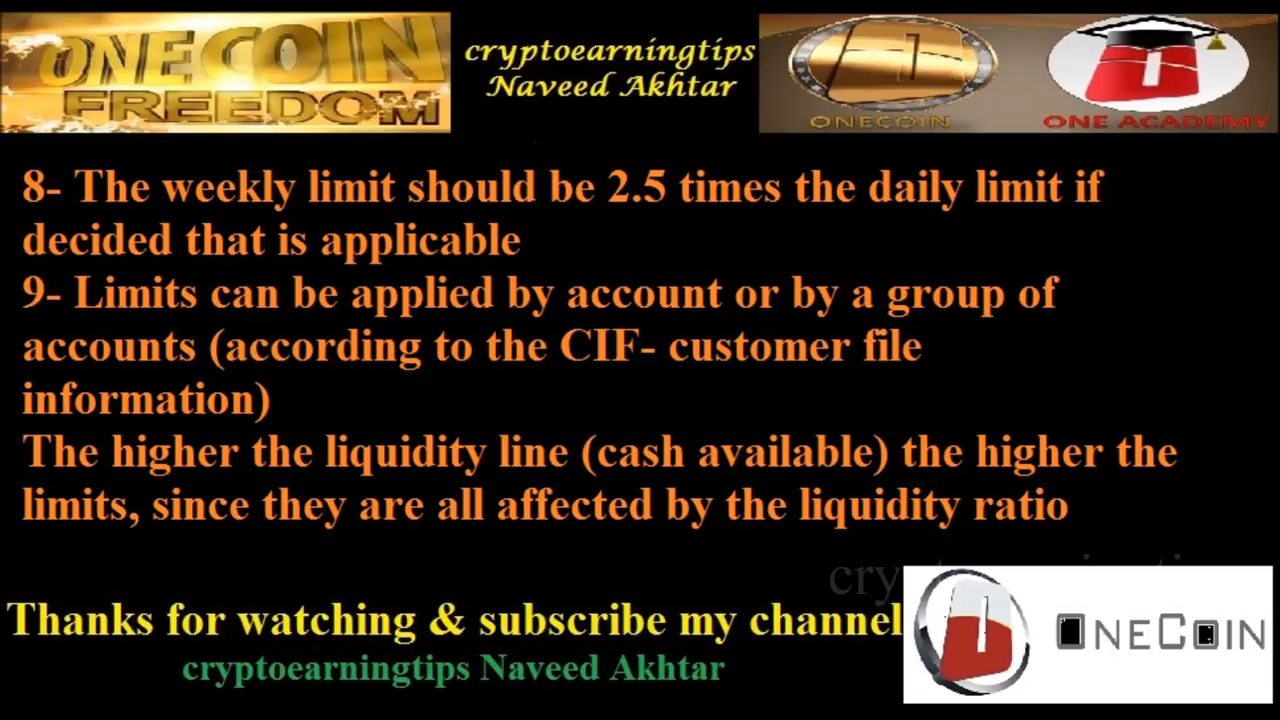 ONECOIN
FREEDOM
cryptoearningtips
Naveed Akhtar
ONECOIN
ONE ACADEMY
8- The weekly limit should be 2.5 times the daily limit if
decided that is applicable
9- Limits can be applied by account or by a group of
accounts (according to the CIF- customer file
information)
The higher the liquidity line (cash available) the higher the
limits, since they are all affected by the liquidity ratio
Thanks for watching & subscribe my channel
cryptoearningtips Naveed Akhtar
ONECOIN